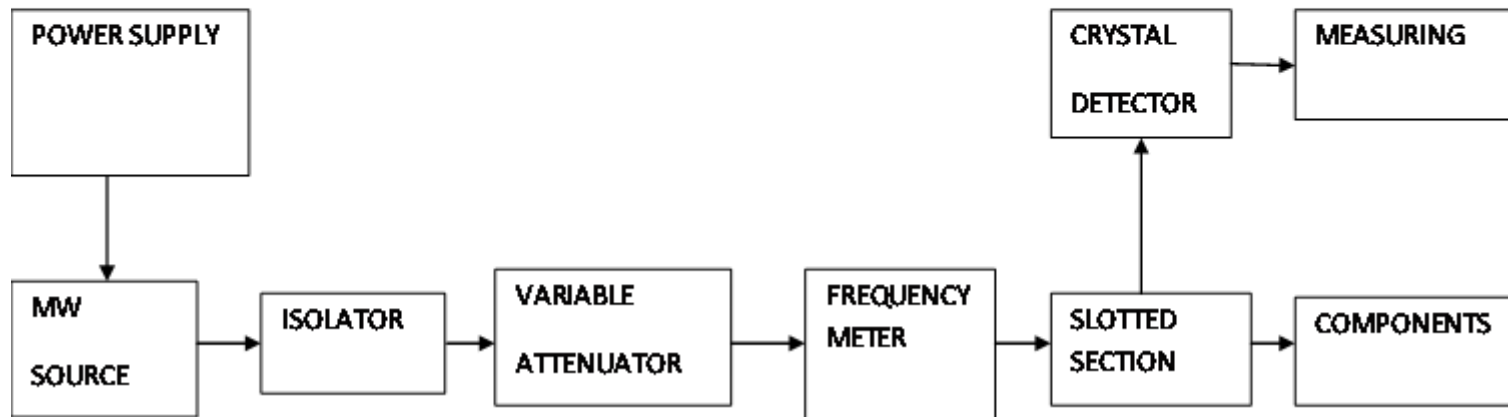 POWER SUPPLY
CRYSTAL
DETECTOR
MEASURING
MW
SOURCE
ISOLATOR
VARIABLE
ATTENUATOR
FREQUENCY
METER
SLOTTED
SECTION
COMPONENTS